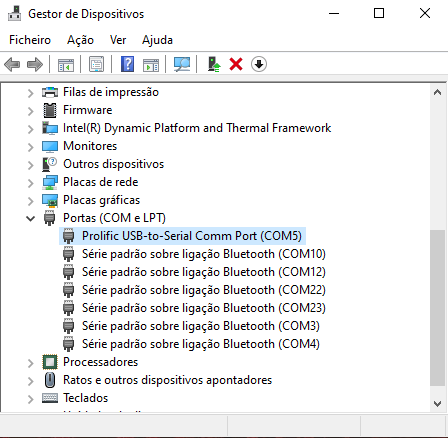 Gestor de Dispositivos
Ficheiro Ação Ver Ajuda
Filas de impressão
Firmware
Intel(R) Dynamic Platform and Thermal Framework
Monitores
Outros dispositivos
Placas de rede
Placas gráficas
Portas (COM e LPT)
Prolific USB-to-Serial Comm Port (COM5)
Série padrão sobre ligação Bluetooth (COM10)
Série padrão sobre ligação Bluetooth (COM12)
Série padrão sobre ligação Bluetooth (COM22)
Série padrão sobre ligação Bluetooth (COM23)
Série padrão sobre ligação Bluetooth (COM3)
Série padrão sobre ligação Bluetooth (COM4)
Processadores
Ratos e outros dispositivos apontadores
Teclados